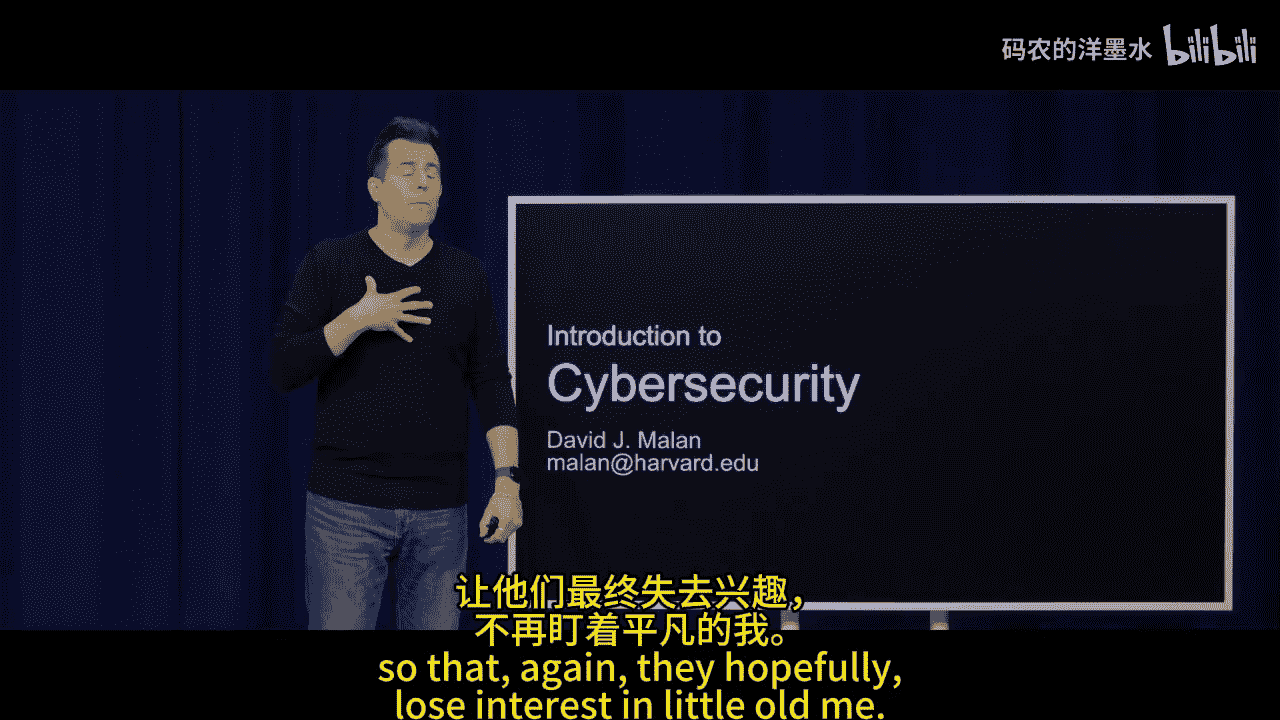 码农的洋墨水 bilibili
Introduction to
Cybersecurity
David J. Malan
malan@harvard.edu
让他们最终失去兴趣，
不再盯着平凡的我。
so that, again, they hopefully,
lose interest in little old me.